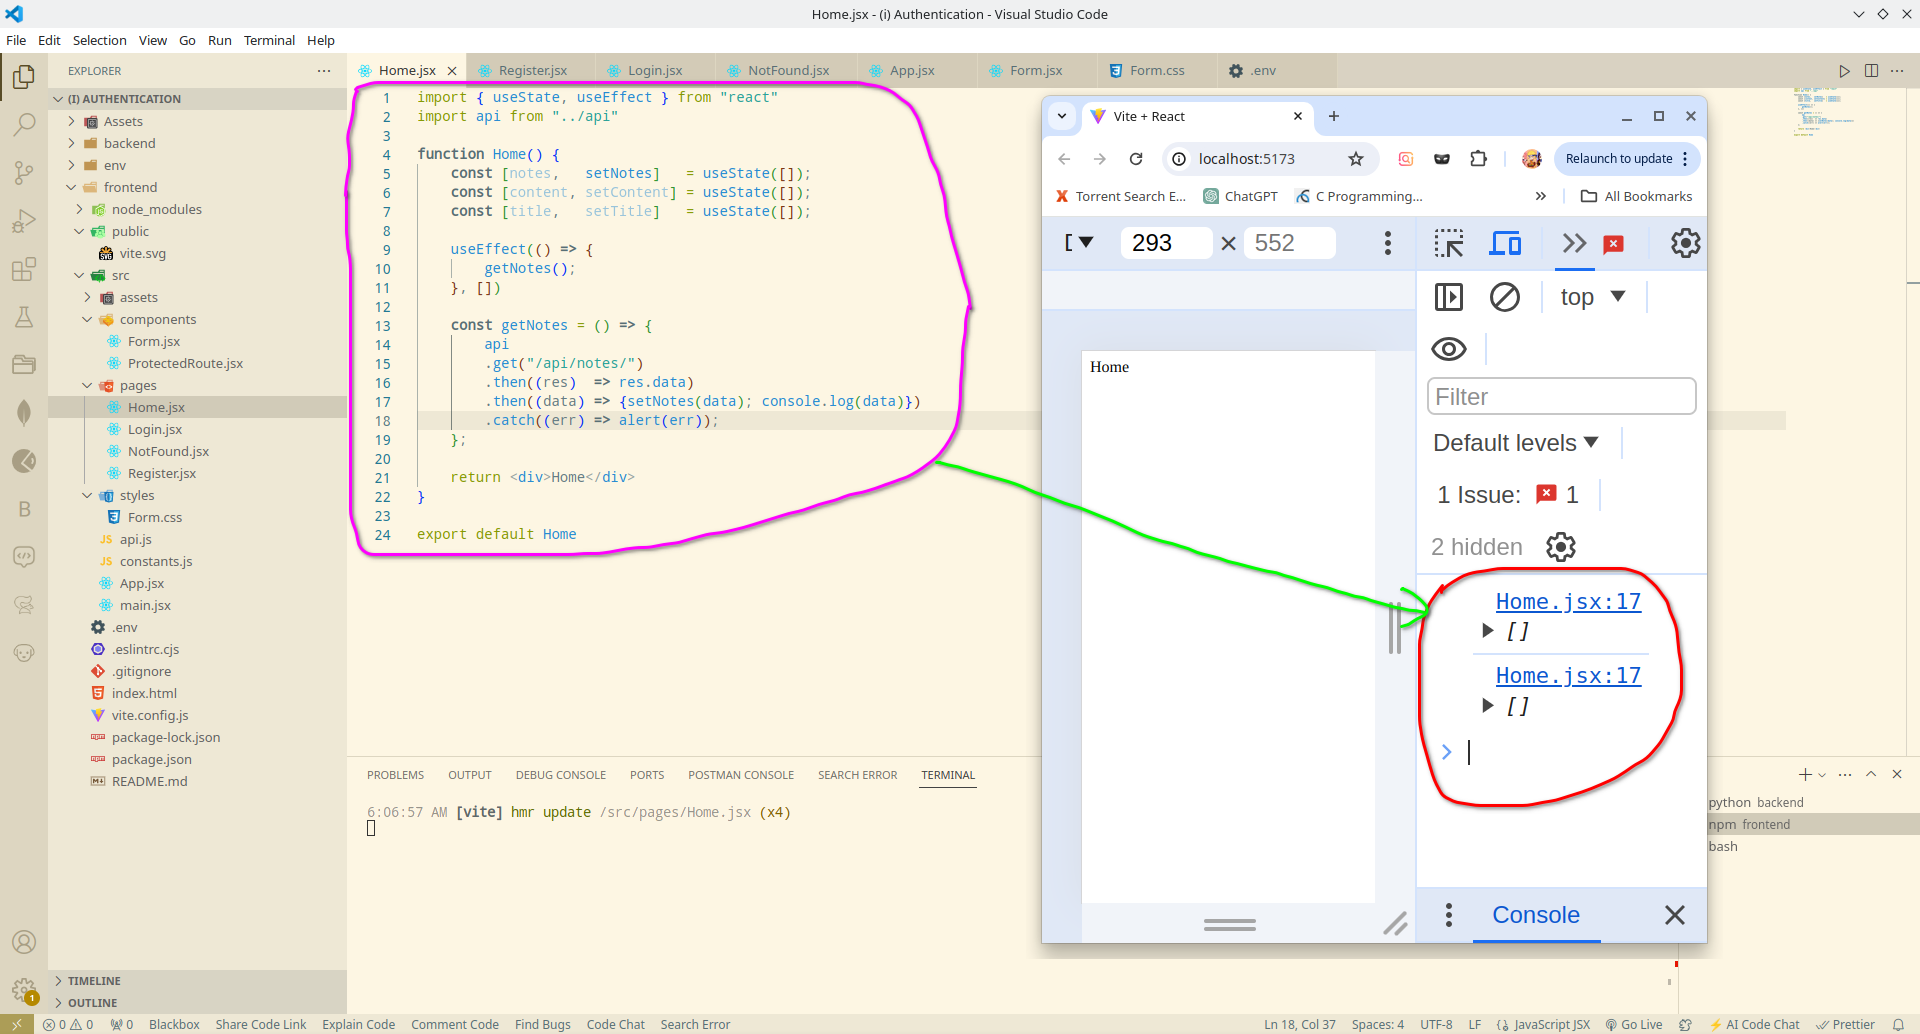 Home.jsx - (i) Authentication - Visual Studio Code
File Edit Selection View Go Run Terminal Help
EXPLORER
(I) AUTHENTICATION
Assets
backend
env
frontend
node_modules
public
vite.svg
src
assets
components
Form.jsx
ProtectedRoute.jsx
pages
Home.jsx
Login.jsx
NotFound.jsx
Register.jsx
styles
Form.css
JS api.js
JS constants.js
App.jsx
main.jsx
.env
.eslintrc.cjs
.gitignore
index.html
vite.config.js
package-lock.json
package.json
README.md
TIMELINE
OUTLINE
Home.jsx Register.jsx Login.jsx NotFound.jsx App.jsx Form.jsx Form.css .env
1 import { useState, useEffect } from "react"
2 import api from "../api"
3
4 function Home() {
5 const [notes, setNotes] = useState([]);
6 const [content, setContent] = useState([]);
7 const [title, setTitle] = useState([]);
8
9 useEffect(() => {
10 getNotes();
11 }, [])
12
13 const getNotes = () => {
14 api
15 .get("/api/notes/")
16 .then((res) => res.data)
17 .then((data) => {setNotes(data); console.log(data)})
18 .catch((err) => alert(err));
19 };
20
21 return <div>Home</div>
22 }
23
24 export default Home
PROBLEMS OUTPUT DEBUG CONSOLE PORTS POSTMAN CONSOLE SEARCH ERROR TERMINAL
6:06:57 AM [vite] hmr update /src/pages/Home.jsx (x4)
python backend
npm frontend
bash
Vite + React
localhost:5173
Relaunch to update
Torrent Search E... ChatGPT C Programming... » All Bookmarks
293 × 552
top
Home
Filter
Default levels
1 Issue: 1
2 hidden
Home.jsx:17
[]
Home.jsx:17
[]
Console
0 0 0 Blackbox Share Code Link Explain Code Comment Code Find Bugs Code Chat Search Error Ln 18, Col 37 Spaces: 4 UTF-8 LF JavaScript JSX Go Live AI Code Chat Prettier